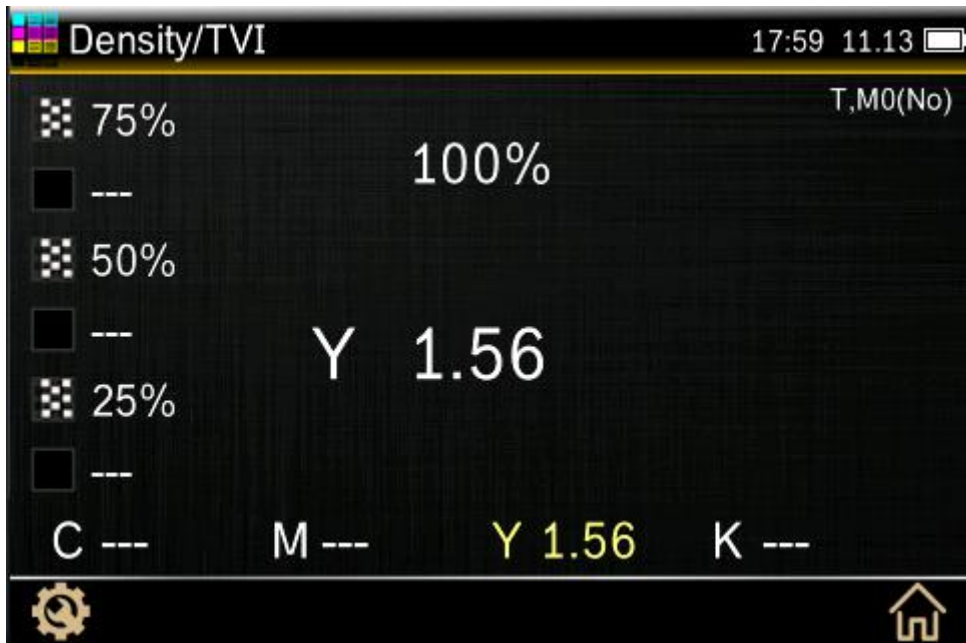 Density/TVI 17:59 11.13
T,M0(No)
75%
100%
---
50%
---
Y 1.56
25%
---
C --- M --- Y 1.56 K ---